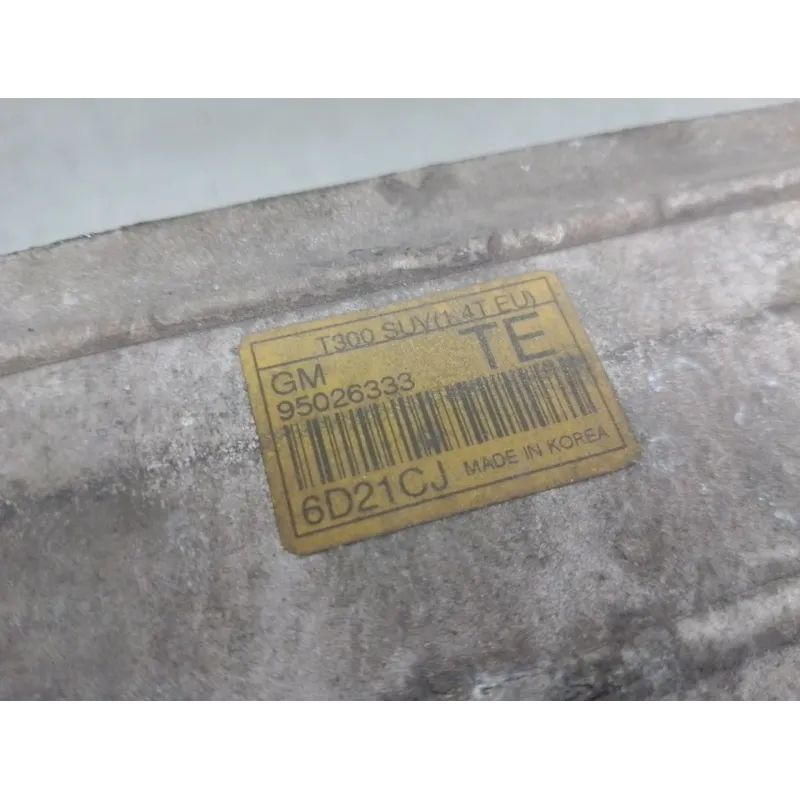 T300 SUV(1.4T EU)
GM TE
95026333
6D21CJ MADE IN KOREA